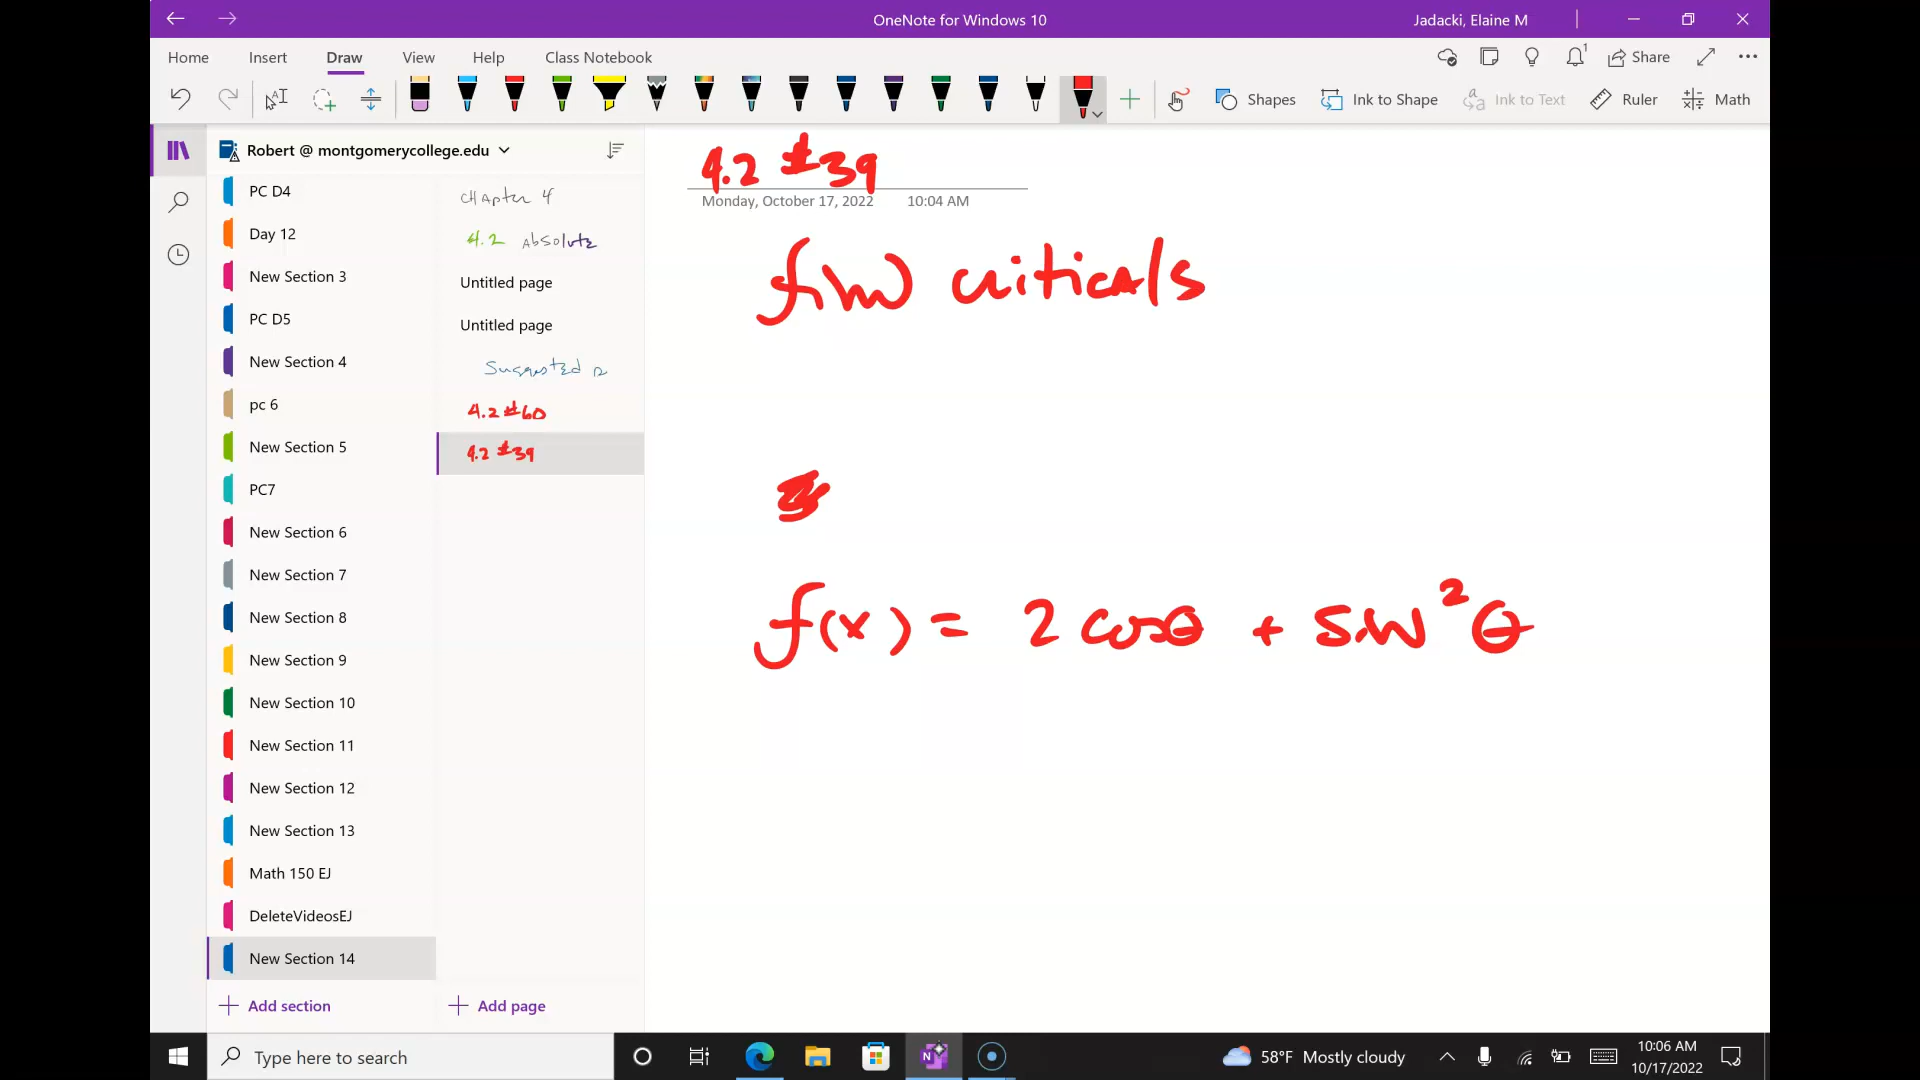 OneNote for Windows 10
Jadacki, Elaine M
Home Insert Draw View Help Class Notebook
1 Share
Shapes Ink to Shape Ink to Text Ruler Math
Robert @ montgomerycollege.edu
PC D4
Day 12
New Section 3
PC D5
New Section 4
pc 6
New Section 5
PC7
New Section 6
New Section 7
New Section 8
New Section 9
New Section 10
New Section 11
New Section 12
New Section 13
Math 150 EJ
DeleteVideosEJ
New Section 14
Add section
Chapter 4
4.2 Absolute
Untitled page
Untitled page
Suggested
4.2 #60
4.2 #39
Add page
4.2 #39
Monday, October 17, 2022 10:04 AM
find criticals
f(x) = 2 cosθ + sin²θ
Type here to search
58°F Mostly cloudy
10:06 AM
10/17/2022